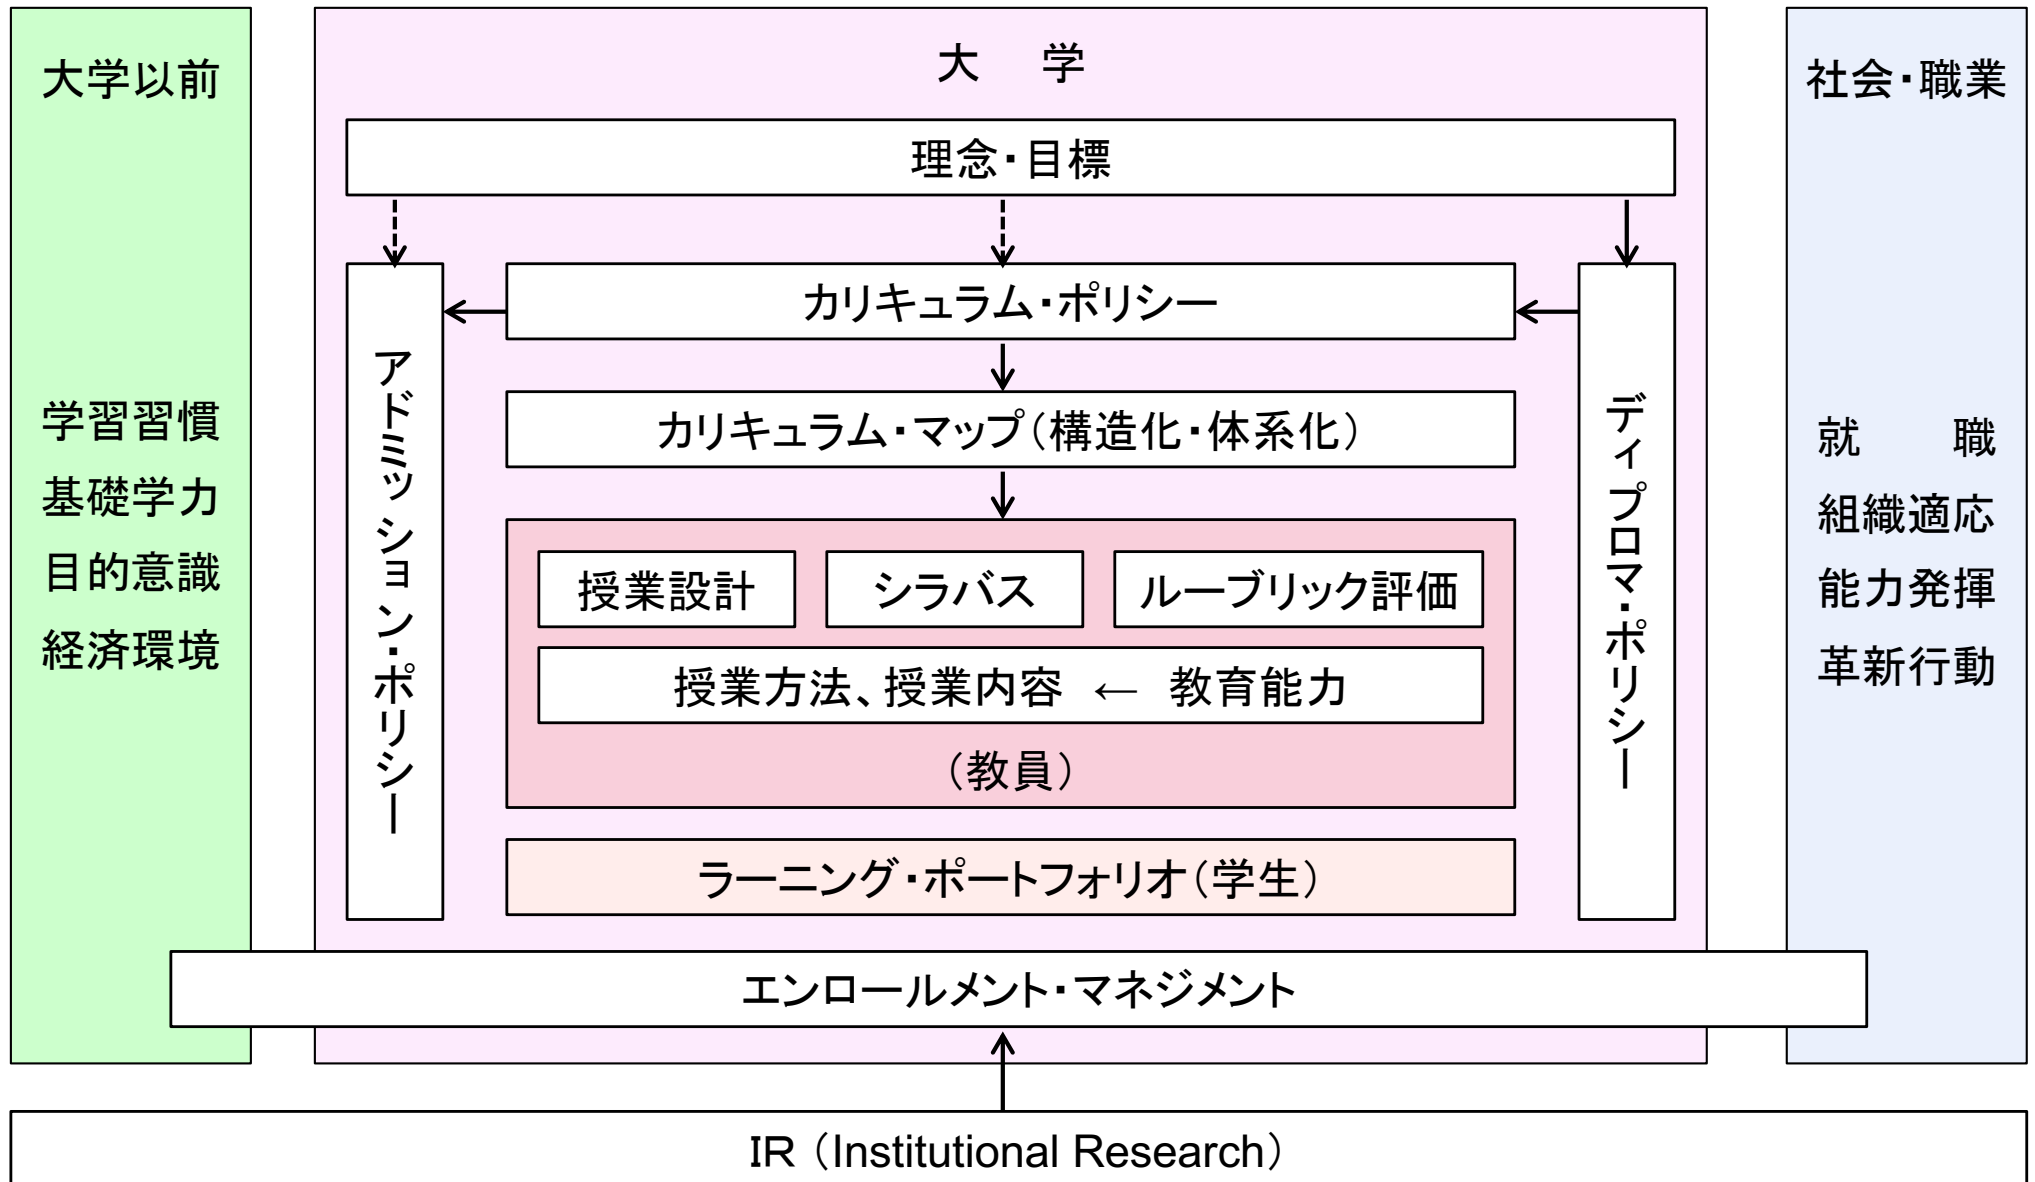 大学以前
学習習慣
基礎学力
目的意識
経済環境
大 学
理念・目標
アドミッション・ポリシー
カリキュラム・ポリシー
カリキュラム・マップ（構造化・体系化）
授業設計
シラバス
ルーブリック評価
授業方法、授業内容 ← 教育能力
（教員）
ラーニング・ポートフォリオ（学生）
ディプロマ・ポリシー
社会・職業
就 職
組織適応
能力発揮
革新行動
エンロールメント・マネジメント
ＩＲ（Institutional Research）